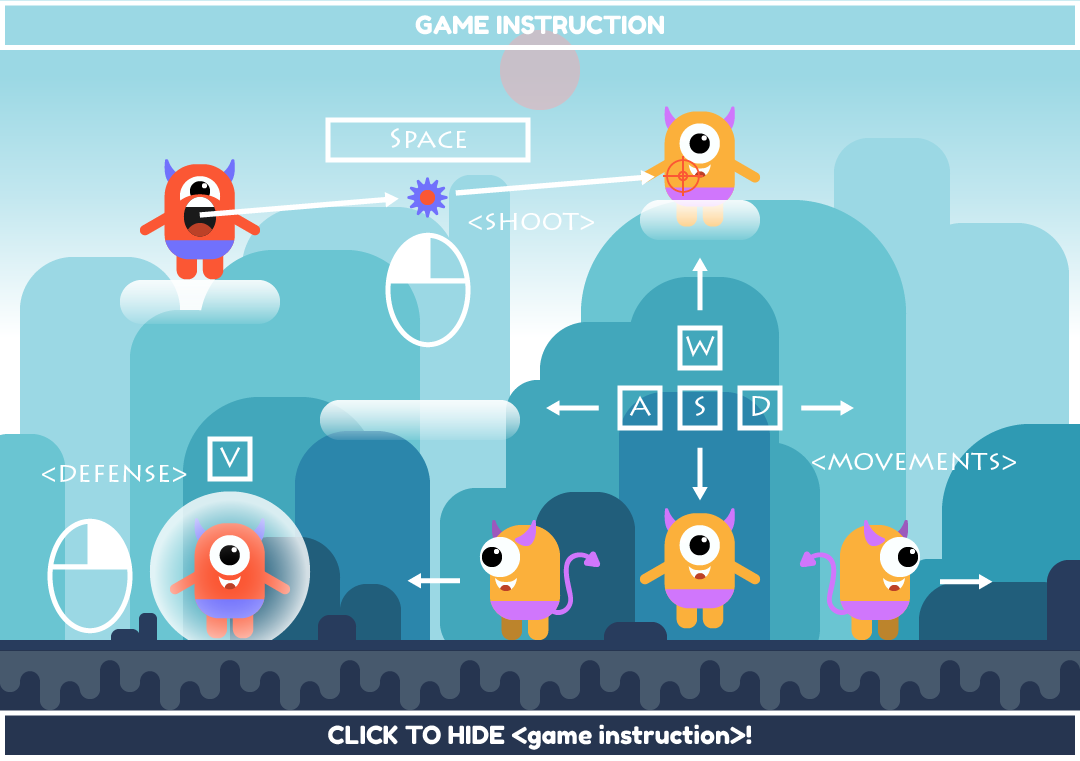 GAME INSTRUCTION
SPACE
<SHOOT>
W
A S D
<DEFENSE>
V
<MOVEMENTS>
CLICK TO HIDE <game instruction>!